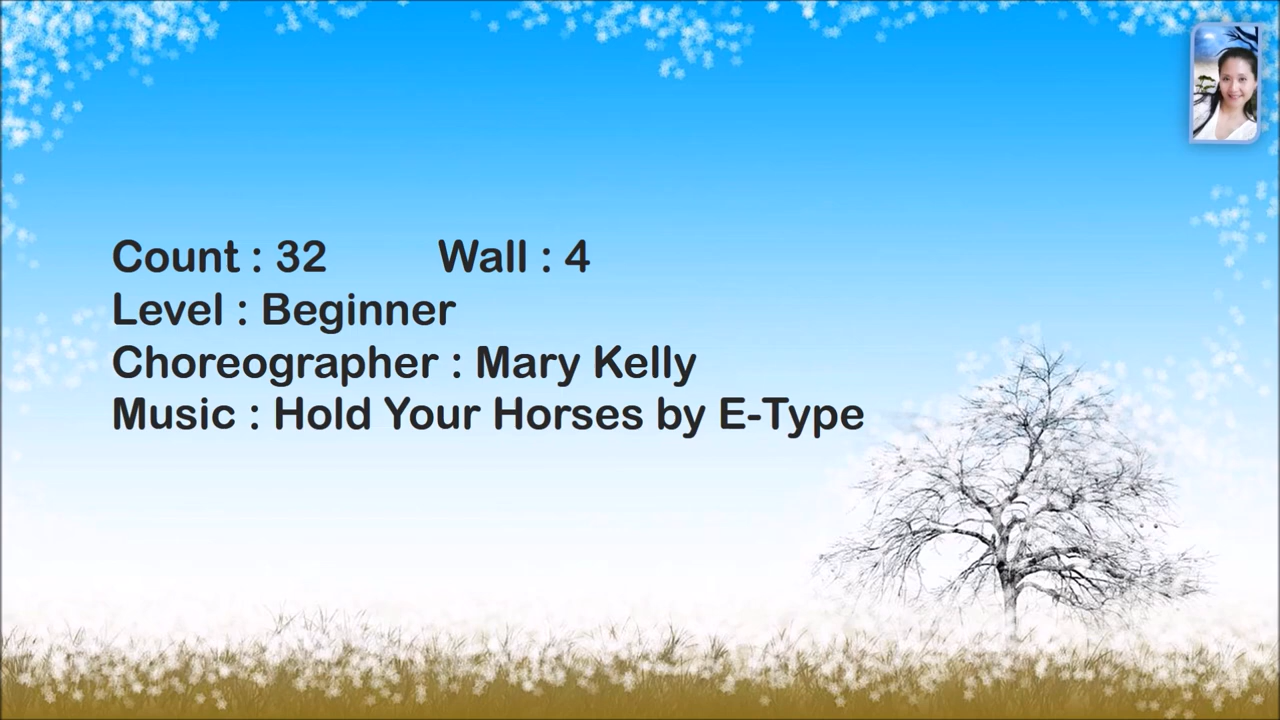 Count : 32 Wall : 4
Level : Beginner
Choreographer : Mary Kelly
Music : Hold Your Horses by E-Type